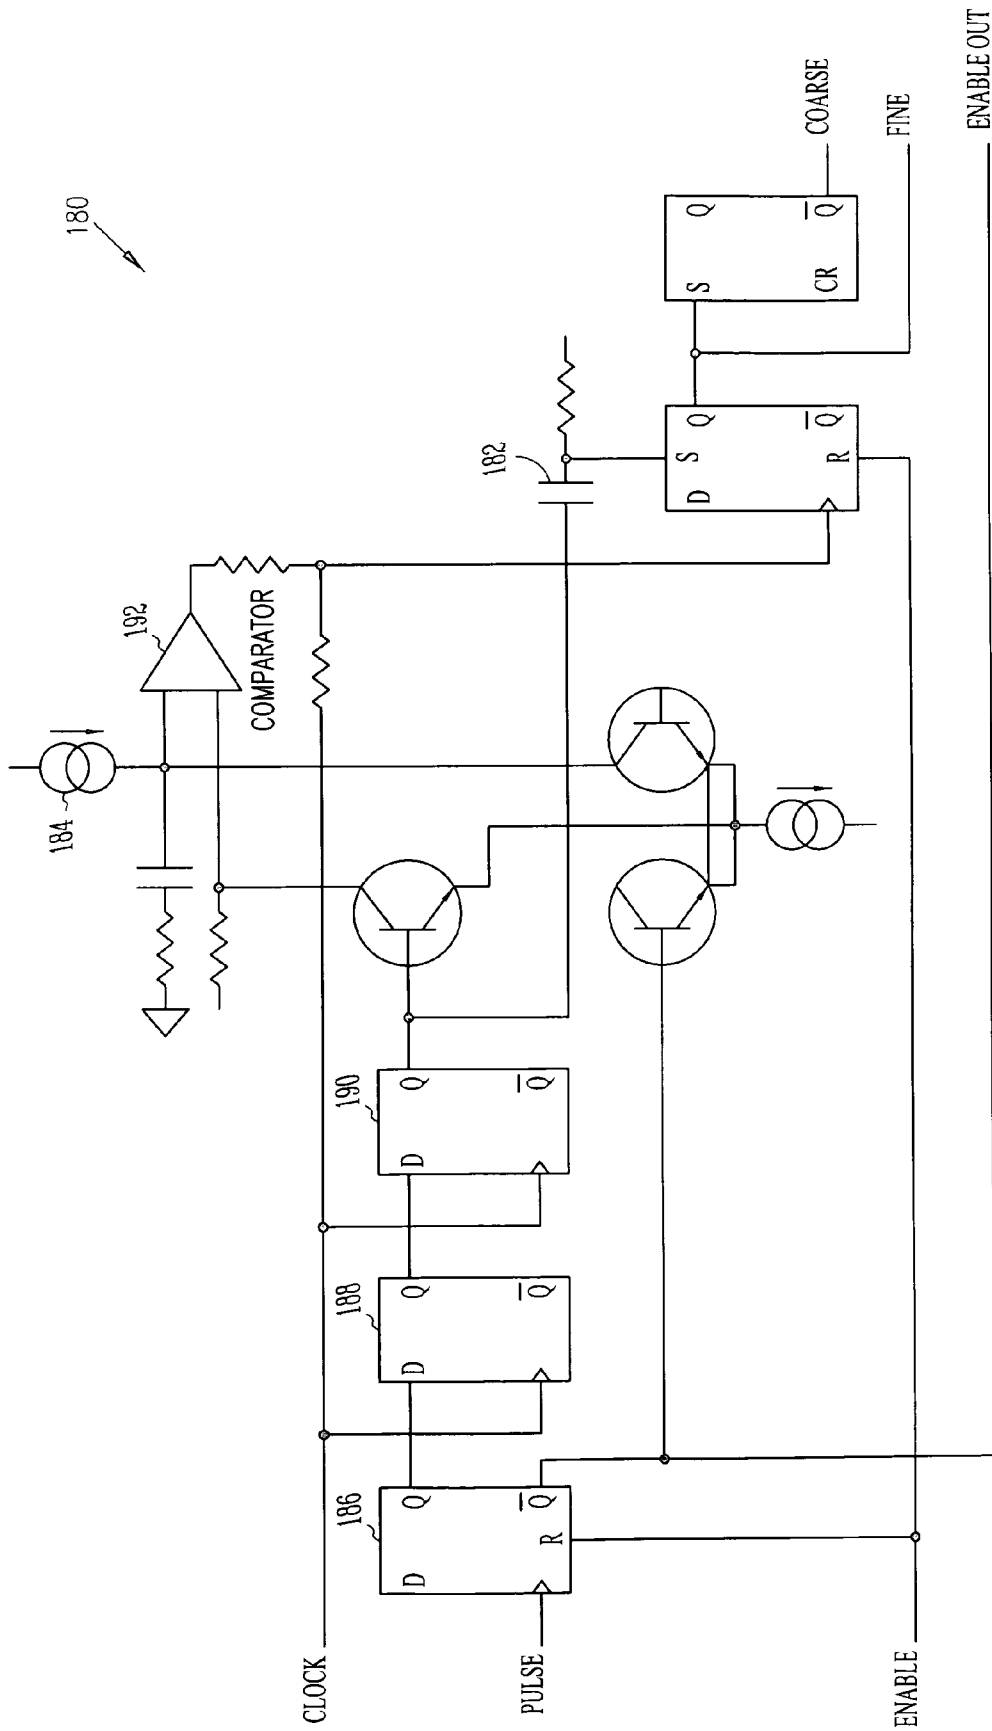 180
184
192
COMPARATOR
182
CLOCK
PULSE
ENABLE
186
D
Q
R
Q
188
D
Q
Q
190
D
Q
Q
D
S
Q
R
Q
S
Q
CR
Q
COARSE
FINE
ENABLE OUT